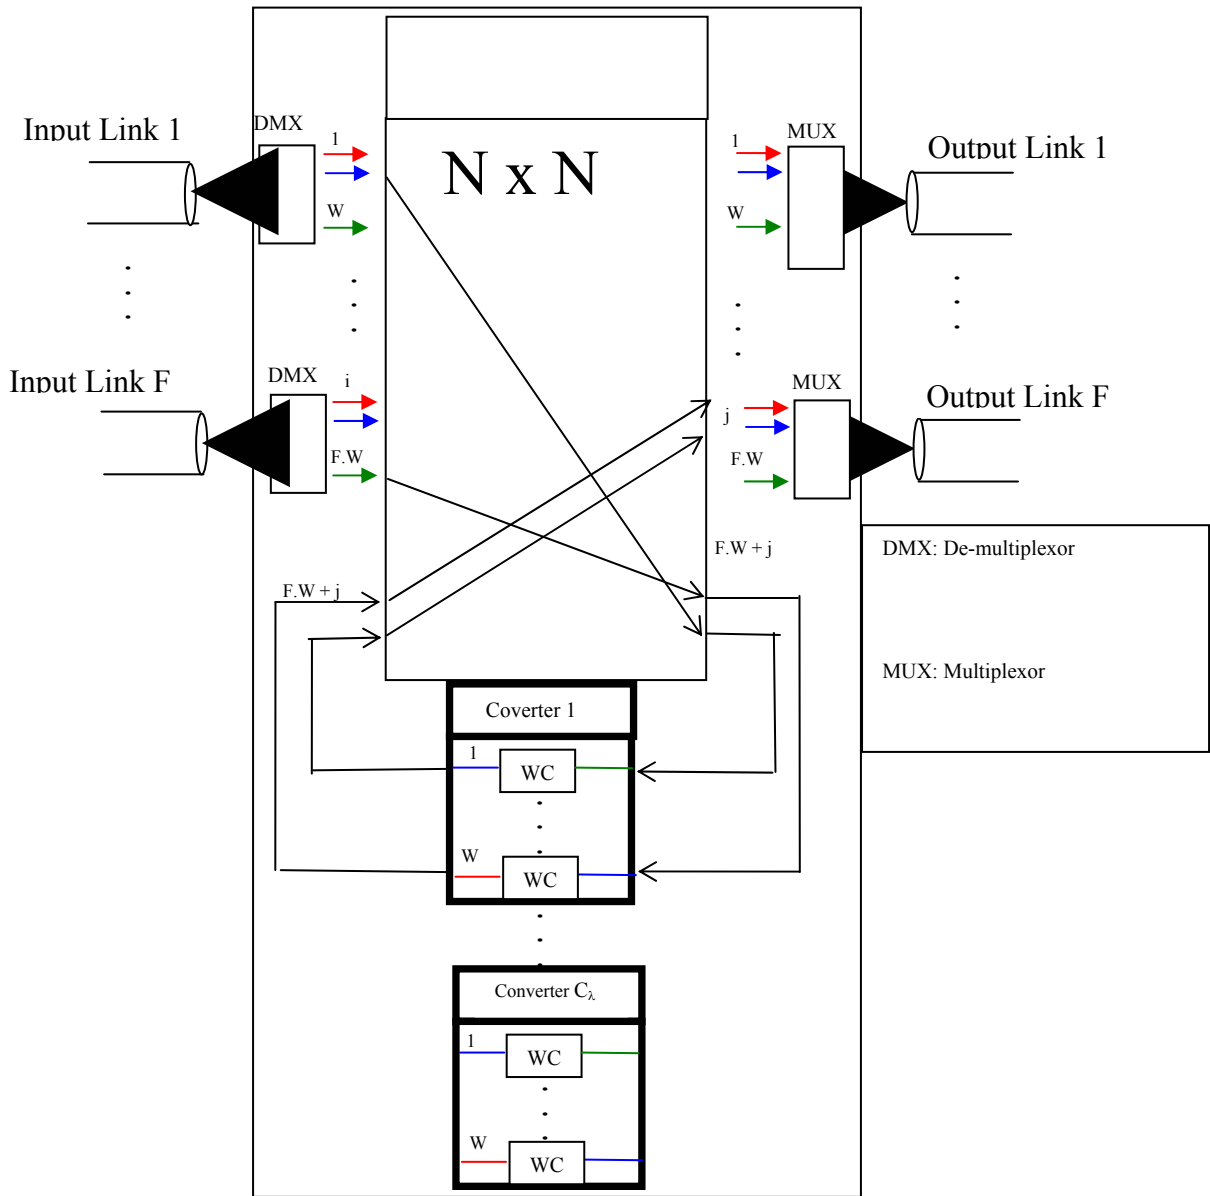 Input Link 1
DMX
1
W
N x N
1
W
MUX
Output Link 1
Input Link F
DMX
i
F.W
j
F.W
MUX
Output Link F
F.W + j
F.W + j
DMX: De-multiplexor
MUX: Multiplexor
Coverter 1
1
WC
W
WC
Converter Cλ
1
WC
W
WC